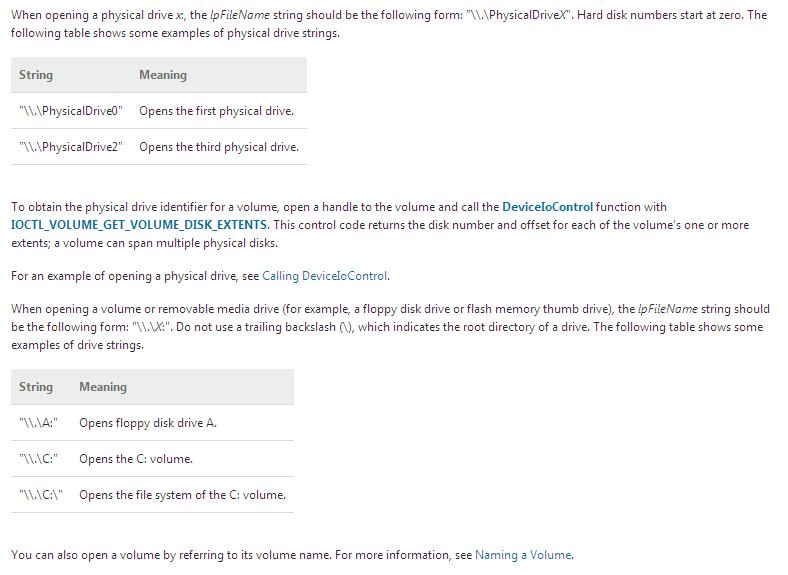 When opening a physical drive x, the lpFileName string should be the following form: "\\.\PhysicalDriveX". Hard disk numbers start at zero. The
following table shows some examples of physical drive strings.
String Meaning
"\\.\PhysicalDrive0" Opens the first physical drive.
"\\.\PhysicalDrive2" Opens the third physical drive.
To obtain the physical drive identifier for a volume, open a handle to the volume and call the DeviceIoControl function with
IOCTL_VOLUME_GET_VOLUME_DISK_EXTENTS. This control code returns the disk number and offset for each of the volume's one or more
extents; a volume can span multiple physical disks.
For an example of opening a physical drive, see Calling DeviceIoControl.
When opening a volume or removable media drive (for example, a floppy disk drive or flash memory thumb drive), the lpFileName string should
be the following form: "\\.\X:". Do not use a trailing backslash (\), which indicates the root directory of a drive. The following table shows some
examples of drive strings.
String Meaning
"\\.\A:" Opens floppy disk drive A.
"\\.\C:" Opens the C: volume.
"\\.\C:\" Opens the file system of the C: volume.
You can also open a volume by referring to its volume name. For more information, see Naming a Volume.